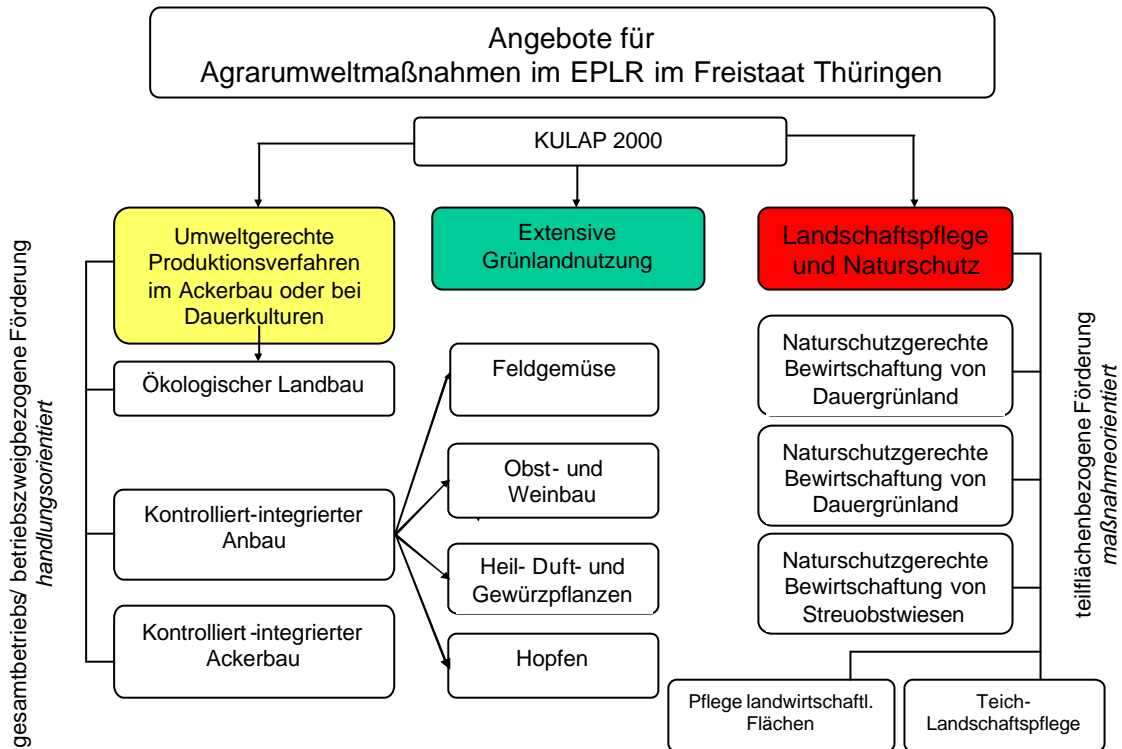 Angebote für
Agrarumweltmaßnahmen im EPLR im Freistaat Thüringen
KULAP 2000
Umweltgerechte
Produktionsverfahren
im Ackerbau oder bei
Dauerkulturen
Extensive
Grünlandnutzung
Landschaftspflege
und Naturschutz
gesamtbetriebs/ betriebszweigbezogene Förderung
handlungsorientiert
Ökologischer Landbau
Kontrolliert-integrierter
Anbau
Kontrolliert-integrierter
Ackerbau
Feldgemüse
Obst- und
Weinbau
Heil- Duft- und
Gewürzpflanzen
Hopfen
Naturschutzgerechte
Bewirtschaftung von
Dauergrünland
Naturschutzgerechte
Bewirtschaftung von
Dauergrünland
Naturschutzgerechte
Bewirtschaftung von
Streuobstwiesen
Pflege landwirtschaftl.
Flächen
Teich-
Landschaftspflege
teilflächenbezogene Förderung
maßnahmeorientiert